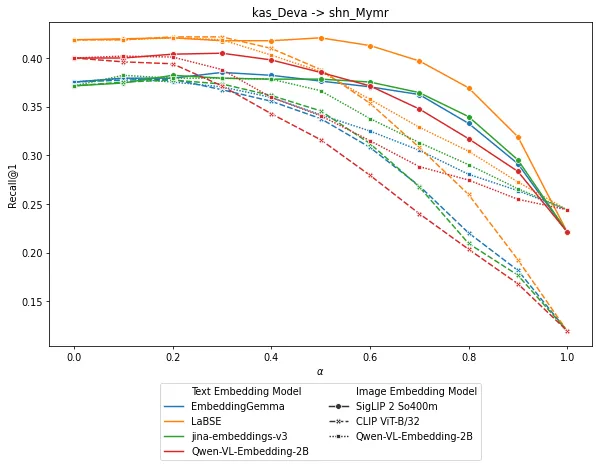 kas_Deva -> shn_Mymr
Recall@1
0.40
0.35
0.30
0.25
0.20
0.15
0.0 0.2 0.4 0.6 0.8 1.0
α
Text Embedding Model Image Embedding Model
EmbeddingGemma SigLIP 2 So400m
LaBSE CLIP ViT-B/32
jina-embeddings-v3 Qwen-VL-Embedding-2B
Qwen-VL-Embedding-2B